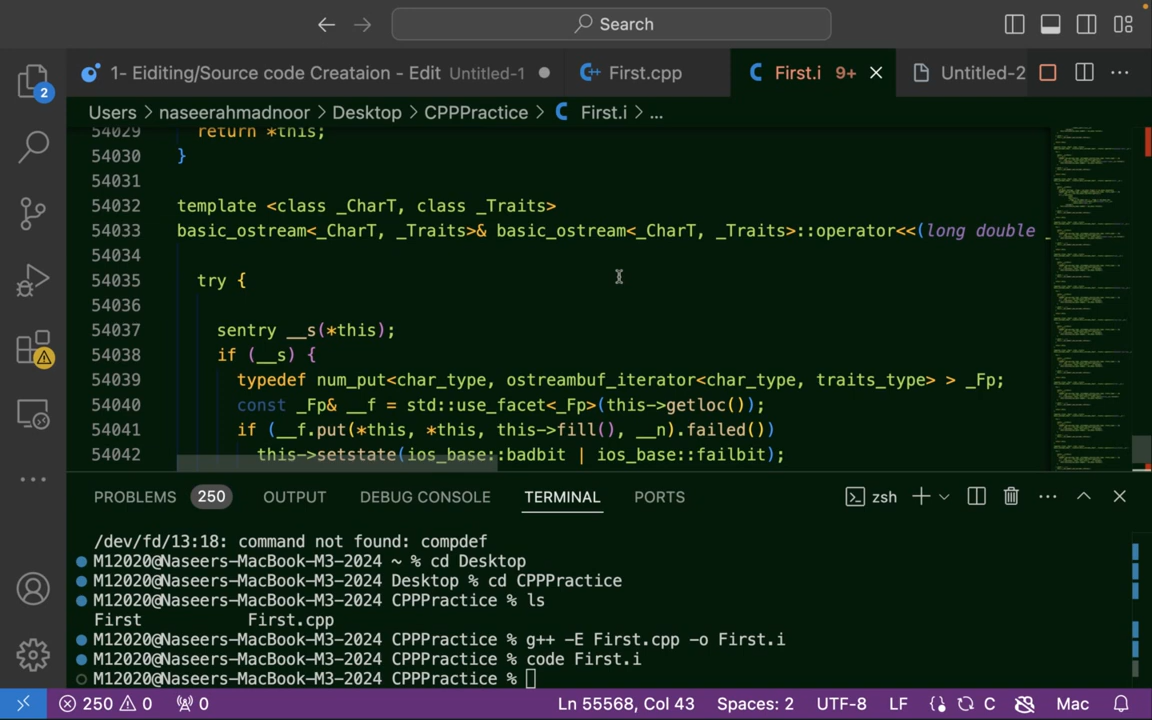 Search
1- Eiditing/Source code Creataion - Edit Untitled-1
First.cpp
First.i 9+
Untitled-2
2
Users > naseerahmadnoor > Desktop > CPPPractice > First.i > ...
54029 return *this;
54030 }
54031
54032 template <class _CharT, class _Traits>
54033 basic_ostream<_CharT, _Traits>& basic_ostream<_CharT, _Traits>::operator<<(long double _
54034
54035 try {
54036
54037 sentry __s(*this);
54038 if (__s) {
54039 typedef num_put<char_type, ostreambuf_iterator<char_type, traits_type> > _Fp;
54040 const _Fp& __f = std::use_facet<_Fp>(this->getloc());
54041 if (__f.put(*this, *this, this->fill(), __n).failed())
54042 this->setstate(ios_base::badbit | ios_base::failbit);
PROBLEMS 250 OUTPUT DEBUG CONSOLE TERMINAL PORTS zsh
/dev/fd/13:18: command not found: compdef
M12020@Naseers-MacBook-M3-2024 ~ % cd Desktop
M12020@Naseers-MacBook-M3-2024 Desktop % cd CPPPractice
M12020@Naseers-MacBook-M3-2024 CPPPractice % ls
First First.cpp
M12020@Naseers-MacBook-M3-2024 CPPPractice % g++ -E First.cpp -o First.i
M12020@Naseers-MacBook-M3-2024 CPPPractice % code First.i
M12020@Naseers-MacBook-M3-2024 CPPPractice %
250 0 0 Ln 55568, Col 43 Spaces: 2 UTF-8 LF C Mac